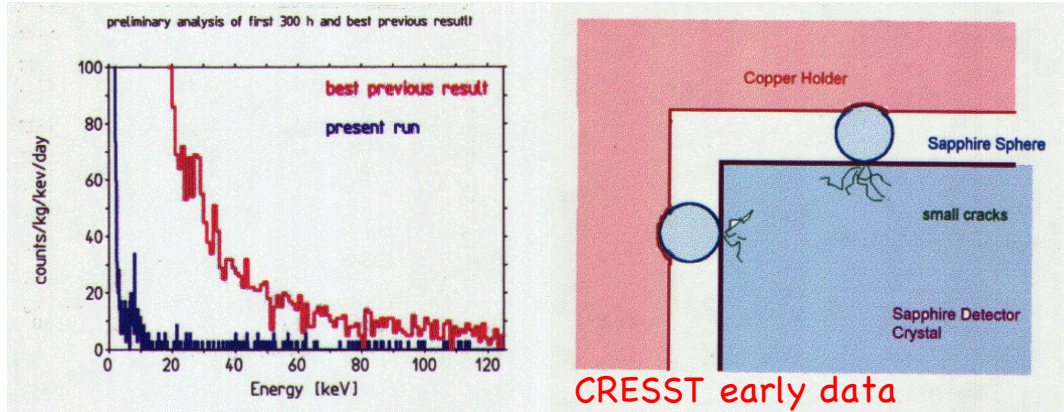 preliminary analysis of first 300 h and best previous resultt
100
80
60
40
20
0
counts/kg/kev/day
best previous result
present run
0 20 40 60 80 100 120
Energy [keV]
Copper Holder
Sapphire Sphere
small cracks
Sapphire Detector
Crystal
CRESST early data